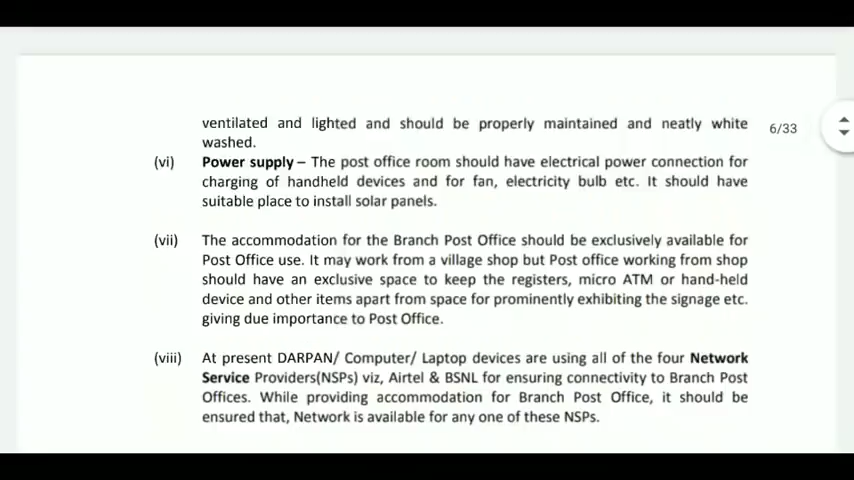 ventilated and lighted and should be properly maintained and neatly white
6/33
washed.
(vi) Power supply – The post office room should have electrical power connection for
charging of handheld devices and for fan, electricity bulb etc. It should have
suitable place to install solar panels.
(vii) The accommodation for the Branch Post Office should be exclusively available for
Post Office use. It may work from a village shop but Post office working from shop
should have an exclusive space to keep the registers, micro ATM or hand-held
device and other items apart from space for prominently exhibiting the signage etc.
giving due importance to Post Office.
(viii) At present DARPAN/ Computer/ Laptop devices are using all of the four Network
Service Providers(NSPs) viz, Airtel & BSNL for ensuring connectivity to Branch Post
Offices. While providing accommodation for Branch Post Office, it should be
ensured that, Network is available for any one of these NSPs.